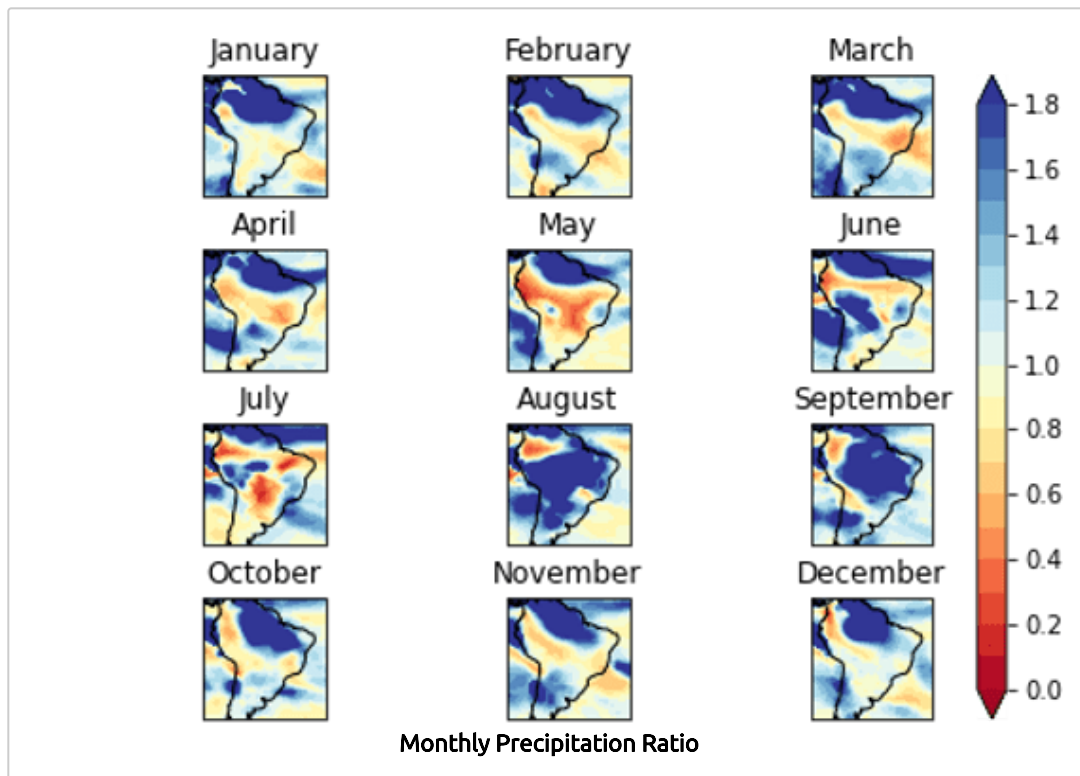 January February March
1.8
1.6
April May June
1.4
1.2
1.0
July August September
0.8
0.6
0.4
October November December
0.2
0.0
Monthly Precipitation Ratio